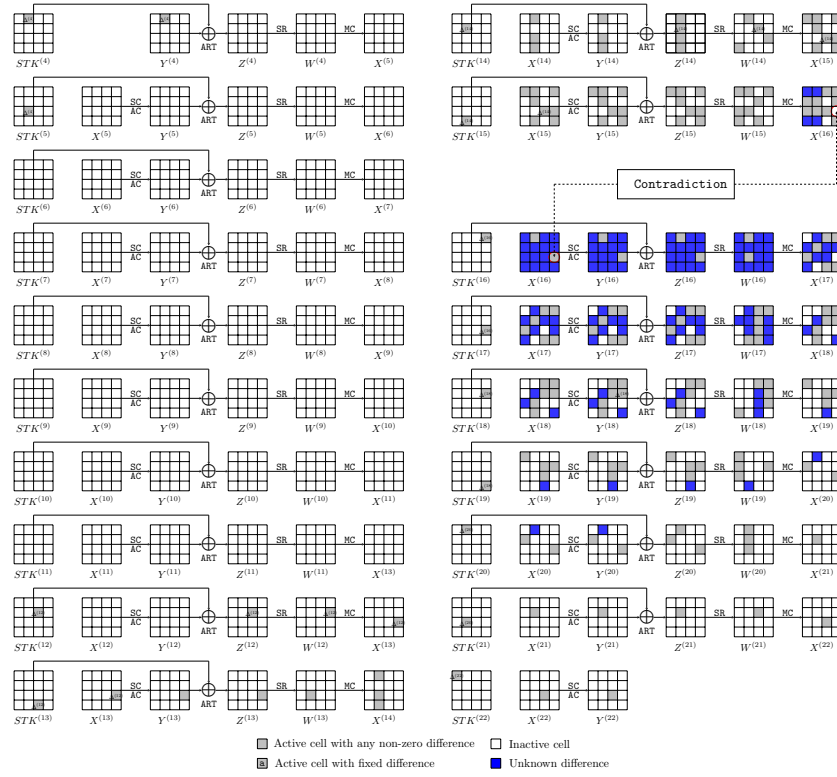 SR MC
ART
STK^(4) Y^(4) Z^(4) W^(4) X^(5)
SC AC SR MC
ART
STK^(5) X^(5) Y^(5) Z^(5) W^(5) X^(6)
SC AC SR MC
ART
STK^(6) X^(6) Y^(6) Z^(6) W^(6) X^(7)
SC AC SR MC
ART
STK^(7) X^(7) Y^(7) Z^(7) W^(7) X^(8)
SC AC SR MC
ART
STK^(8) X^(8) Y^(8) Z^(8) W^(8) X^(9)
SC AC SR MC
ART
STK^(9) X^(9) Y^(9) Z^(9) W^(9) X^(10)
SC AC SR MC
ART
STK^(10) X^(10) Y^(10) Z^(10) W^(10) X^(11)
SC AC SR MC
ART
STK^(11) X^(11) Y^(11) Z^(11) W^(11) X^(13)
SC AC SR MC
ART
STK^(12) X^(12) Y^(12) Z^(12) W^(12) X^(13)
SC AC SR MC
ART
STK^(13) X^(13) Y^(13) Z^(13) W^(13) X^(14)
SC AC SR MC
ART
STK^(14) X^(14) Y^(14) Z^(14) W^(14) X^(15)
SC AC SR MC
ART
STK^(15) X^(15) Y^(15) Z^(15) W^(15) X^(16)
Contradiction
SC AC SR MC
ART
STK^(16) X^(16) Y^(16) Z^(16) W^(16) X^(17)
SC AC SR MC
ART
STK^(17) X^(17) Y^(17) Z^(17) W^(17) X^(18)
SC AC SR MC
ART
STK^(18) X^(18) Y^(18) Z^(18) W^(18) X^(19)
SC AC SR MC
ART
STK^(19) X^(19) Y^(19) Z^(19) W^(19) X^(20)
SC AC SR MC
ART
STK^(20) X^(20) Y^(20) Z^(20) W^(20) X^(21)
SC AC SR MC
ART
STK^(21) X^(21) Y^(21) Z^(21) W^(21) X^(22)
SC AC
STK^(22) X^(22) Y^(22)
Active cell with any non-zero difference
Inactive cell
a Active cell with fixed difference
Unknown difference